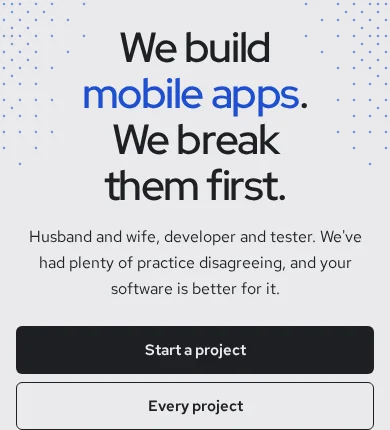 We build
mobile apps.
We break
them first.
Husband and wife, developer and tester. We've
had plenty of practice disagreeing, and your
software is better for it.
Start a project
Every project